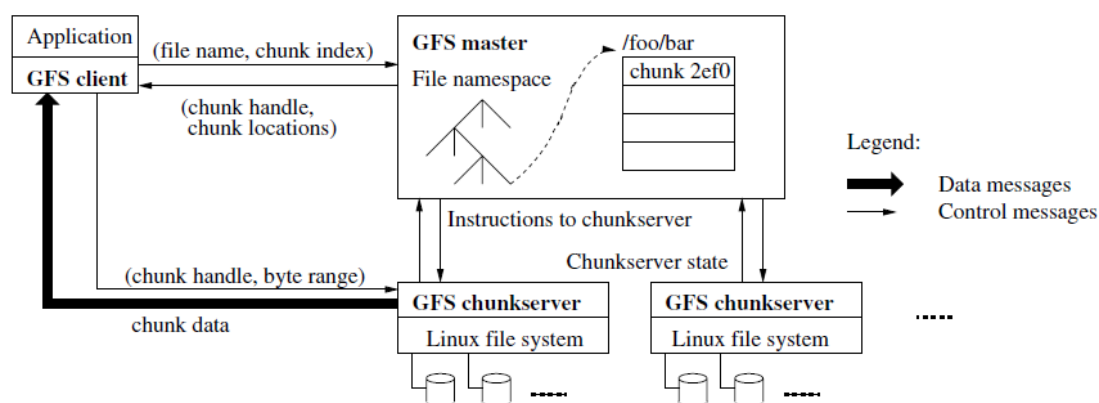 Application
GFS client
(file name, chunk index)
(chunk handle,
chunk locations)
GFS master
File namespace
/foo/bar
chunk 2ef0
Legend:
Data messages
Control messages
Instructions to chunkserver
Chunkserver state
(chunk handle, byte range)
chunk data
GFS chunkserver
Linux file system
GFS chunkserver
Linux file system